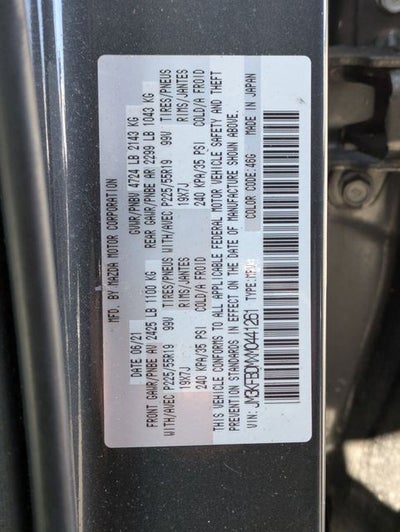 MFD BY MAZDA MOTOR CORPORATION
DATE 06/21 GVWR/PNBV 4724 LB 2143 KG
FRONT GAWR/PNBE AV 2425 LB 1100 KG REAR GAWR/PNBE AR 2299 LB 1043 KG
WITH/AVEC P225/55R19 99V TIRES/PNEUS WITH/AVEC P225/55R19 99V TIRES/PNEUS
19X7J RIMS/JANTES 19X7J RIMS/JANTES
240 KPA/35 PSI COLD/A FROID 240 KPA/35 PSI COLD/A FROID
THIS VEHICLE CONFORMS TO ALL APPLICABLE FEDERAL MOTOR VEHICLE SAFETY AND THEFT
PREVENTION STANDARDS IN EFFECT ON THE DATE OF MANUFACTURE SHOWN ABOVE.
COLOR CODE:46G MADE IN JAPAN
VIN: TYPE: